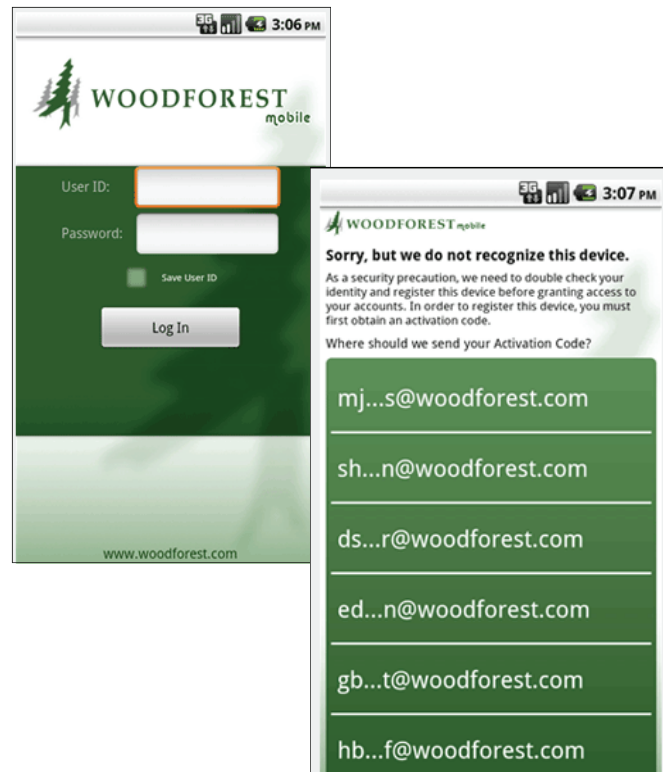 3G 3:06 PM
WOODFOREST
mobile
User ID:
Password:
Save User ID
Log In
www.woodforest.com
3G 3:07 PM
WOODFOREST mobile
Sorry, but we do not recognize this device.
As a security precaution, we need to double check your
identity and register this device before granting access to
your accounts. In order to register this device, you must
first obtain an activation code.
Where should we send your Activation Code?
mj...s@woodforest.com
sh...n@woodforest.com
ds...r@woodforest.com
ed...n@woodforest.com
gb...t@woodforest.com
hb...f@woodforest.com